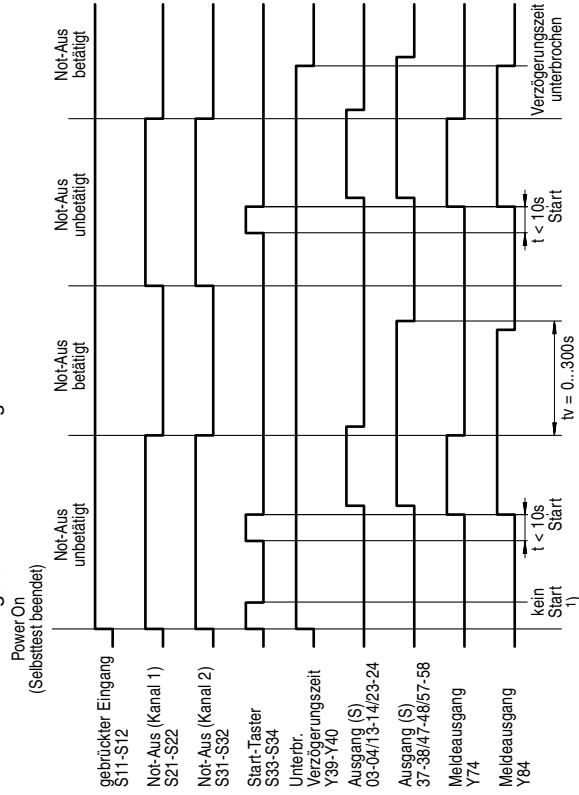 Power On
(Selbsttest beendet)
Not-Aus
unbetätigt
Not-Aus
betätigt
Not-Aus
unbetätigt
Not-Aus
betätigt
gebrückter Eingang
S11-S12
Not-Aus (Kanal 1)
S21-S22
Not-Aus (Kanal 2)
S31-S32
Start-Taster
S33-S34
Unterbr.
Verzögerungszeit
Y39-Y40
Ausgang (S)
03-04/13-14/23-24
Ausgang (S)
37-38/47-48/57-58
Meldeausgang
Y74
Meldeausgang
Y84
kein
Start
1)
t < 10s
Start
tv = 0...300s
t < 10s
Start
Verzögerungszeit
unterbrochen